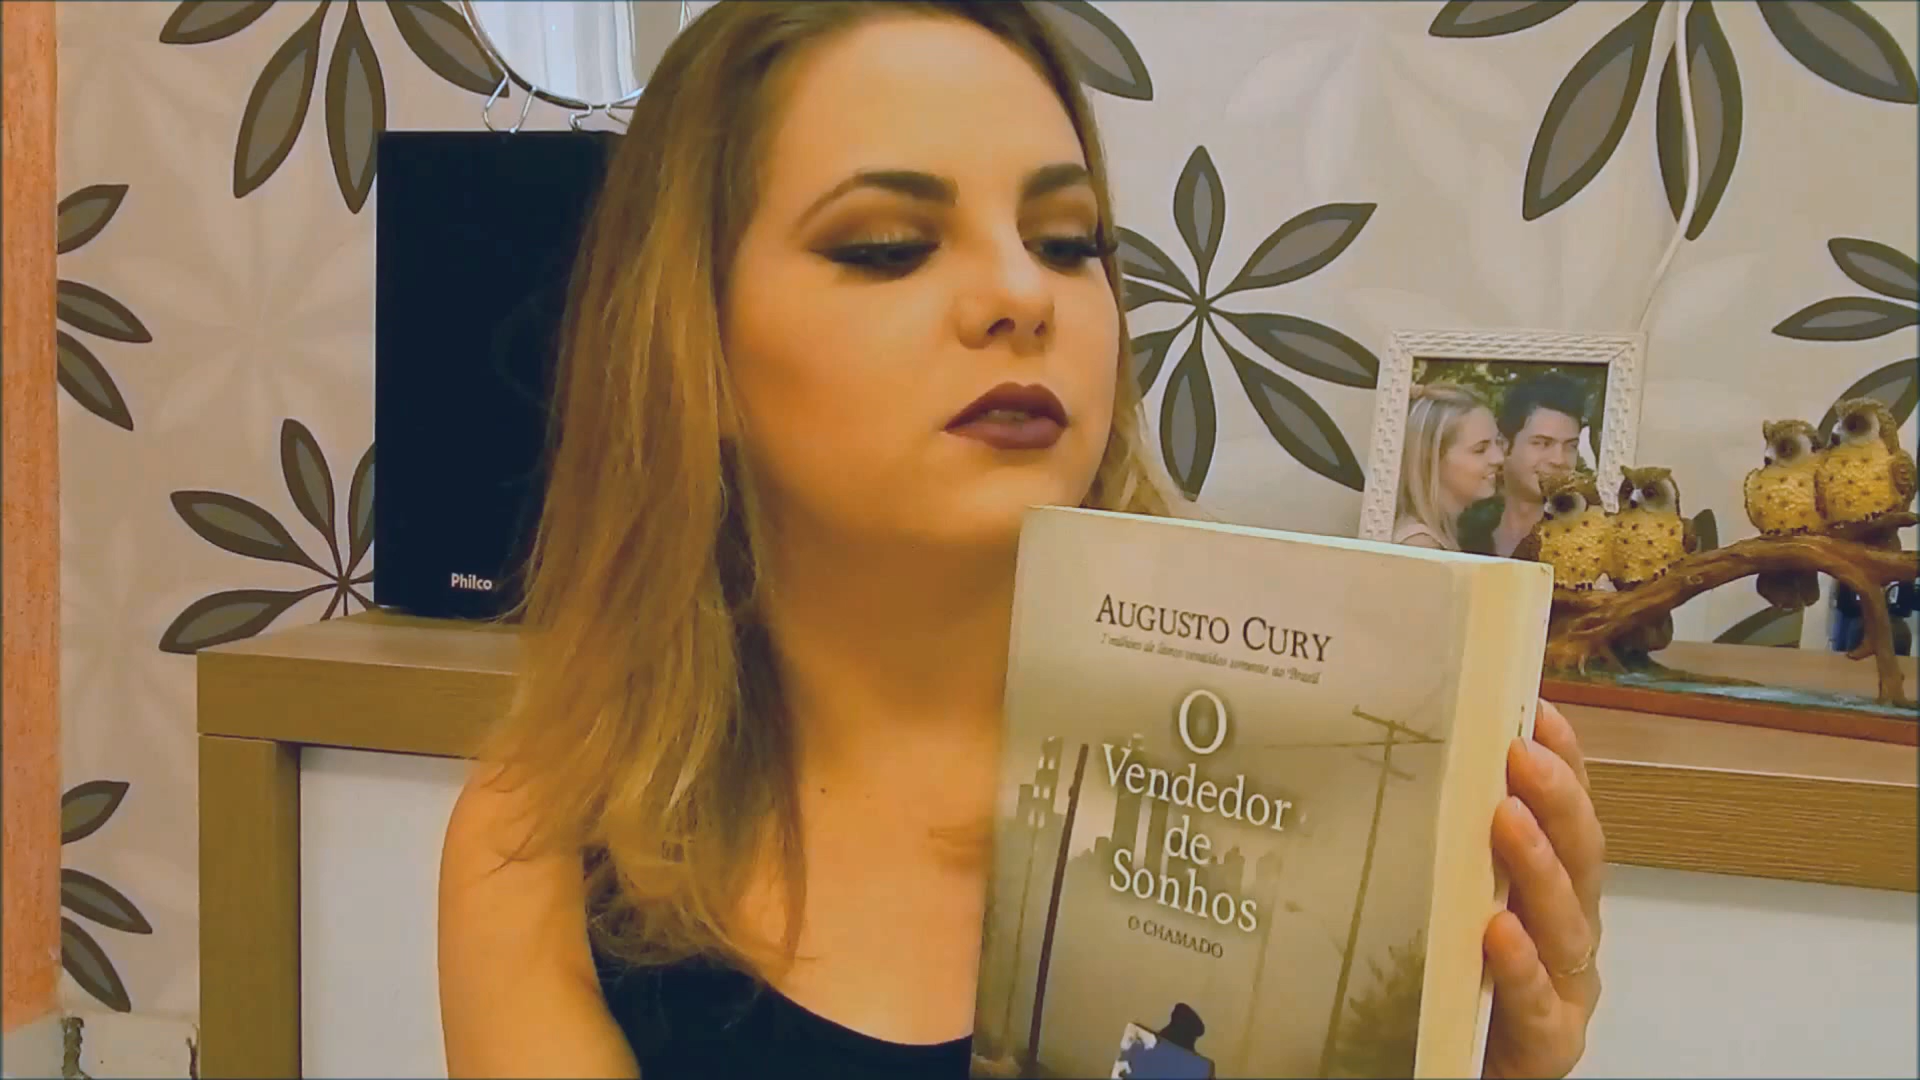 Philco
AUGUSTO CURY
7 milhões de livros vendidos somente no Brasil
O
Vendedor
de
Sonhos
O CHAMADO